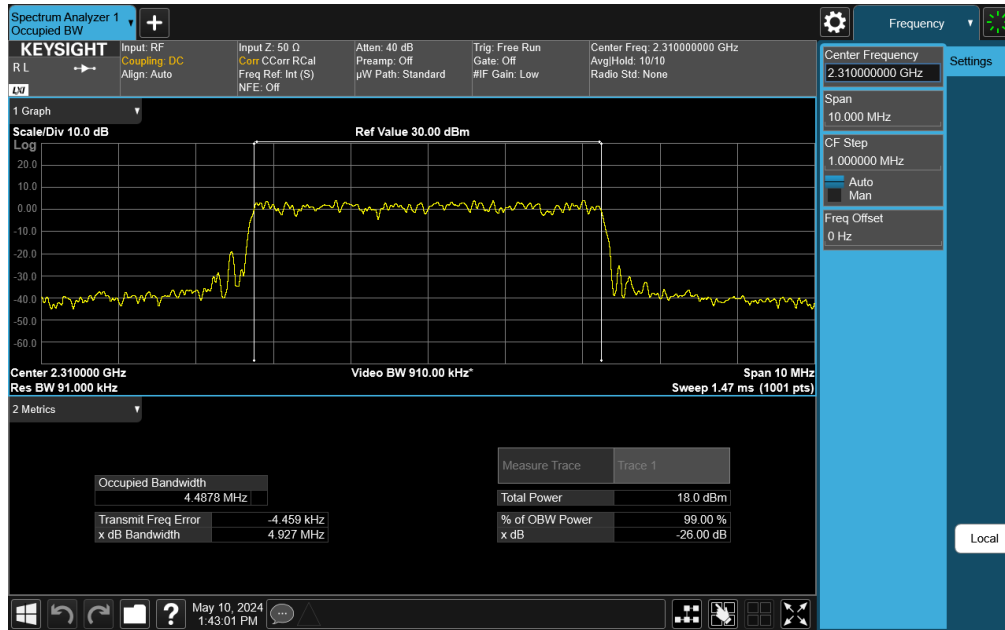 Spectrum Analyzer 1
Occupied BW
Frequency
KEYSIGHT
R L
LXI
Input: RF
Coupling: DC
Align: Auto
Input Z: 50 Ω
Corr CCorr RCal
Freq Ref: Int (S)
NFE: Off
Atten: 40 dB
Preamp: Off
µW Path: Standard
Trig: Free Run
Gate: Off
#IF Gain: Low
Center Freq: 2.310000000 GHz
Avg|Hold: 10/10
Radio Std: None
Center Frequency
2.310000000 GHz
Settings
Span
10.000 MHz
CF Step
1.000000 MHz
Auto
Man
Freq Offset
0 Hz
Local
1 Graph
Scale/Div 10.0 dB
Ref Value 30.00 dBm
Log
20.0
10.0
0.00
-10.0
-20.0
-30.0
-40.0
-50.0
-60.0
Center 2.310000 GHz
Video BW 910.00 kHz*
Span 10 MHz
Res BW 91.000 kHz
Sweep 1.47 ms (1001 pts)
2 Metrics
Measure Trace Trace 1
Occupied Bandwidth
4.4878 MHz
Total Power 18.0 dBm
Transmit Freq Error -4.459 kHz
% of OBW Power 99.00 %
x dB Bandwidth 4.927 MHz
x dB -26.00 dB
May 10, 2024
1:43:01 PM